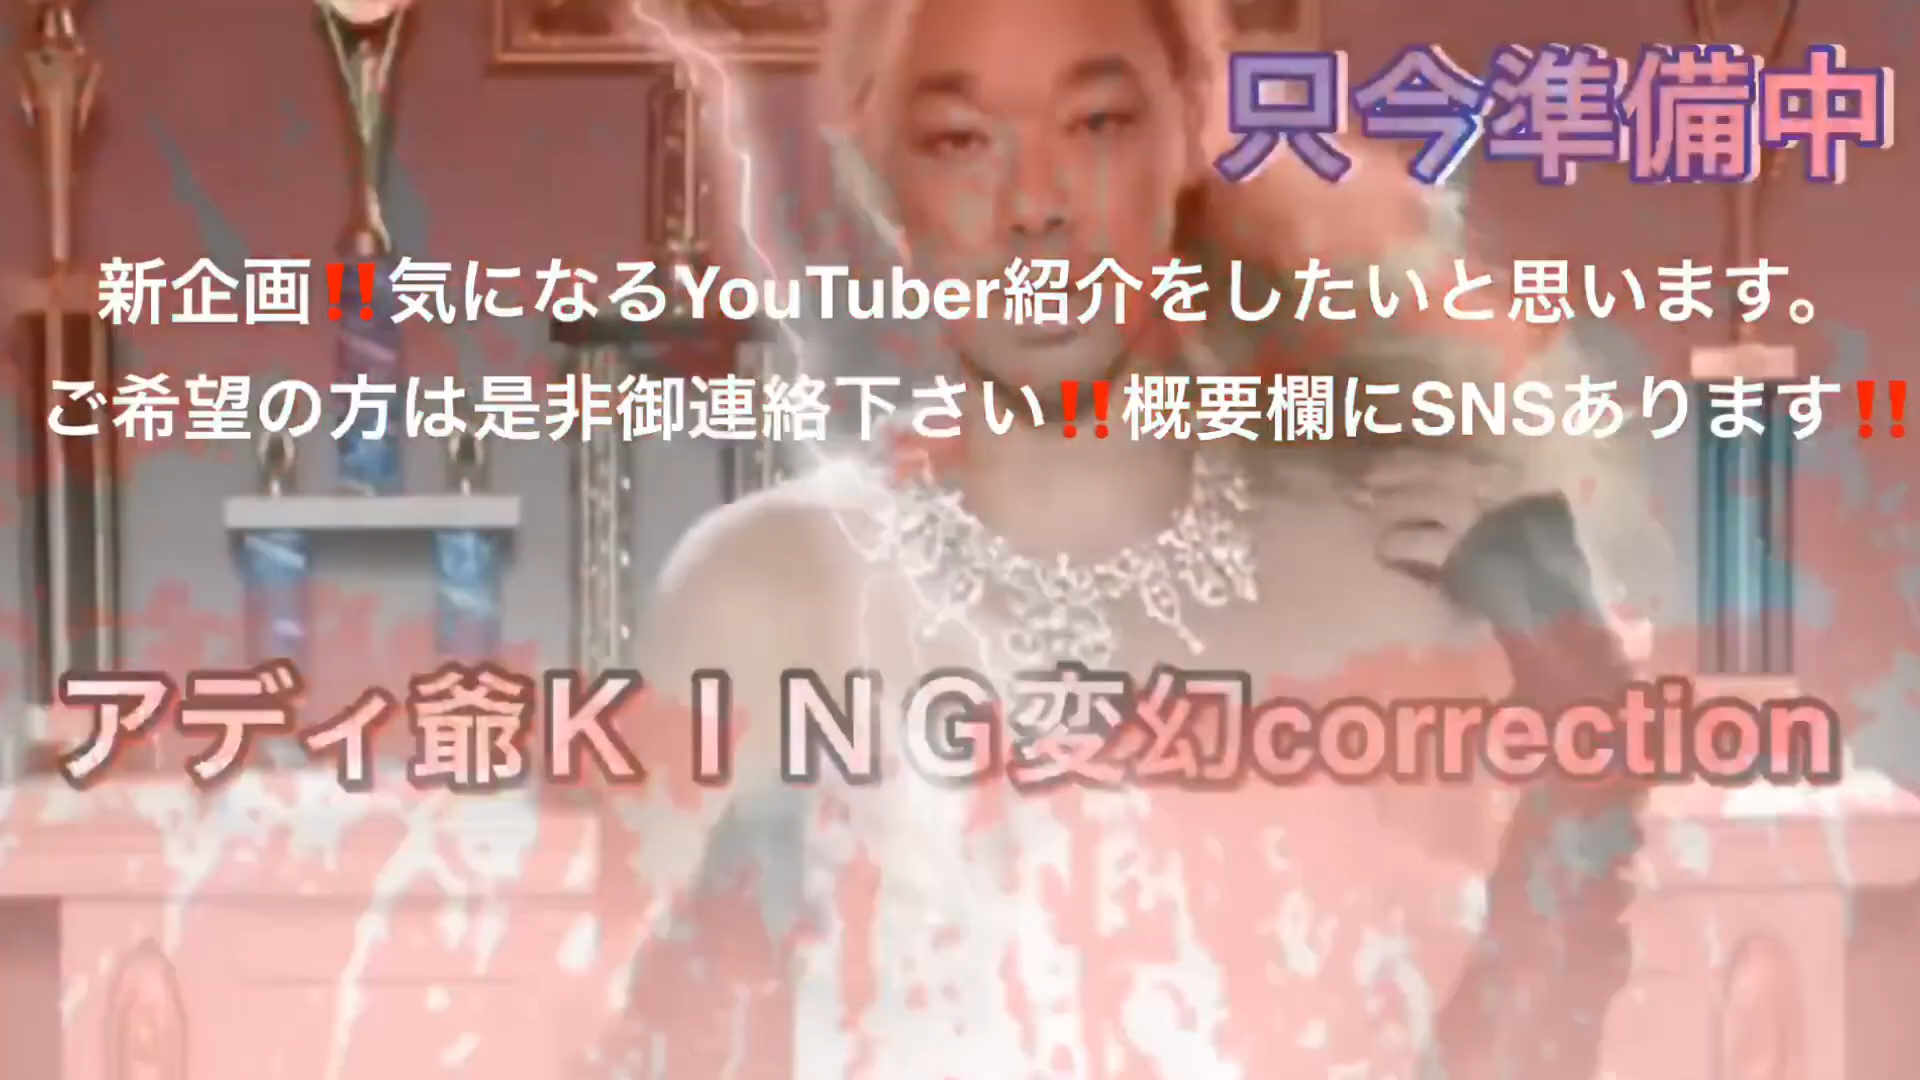 只今準備中
新企画‼️気になるYouTuber紹介をしたいと思います。
ご希望の方は是非御連絡下さい‼️概要欄にSNSあります‼️
アディ爺ＫＩＮＧ変幻correction